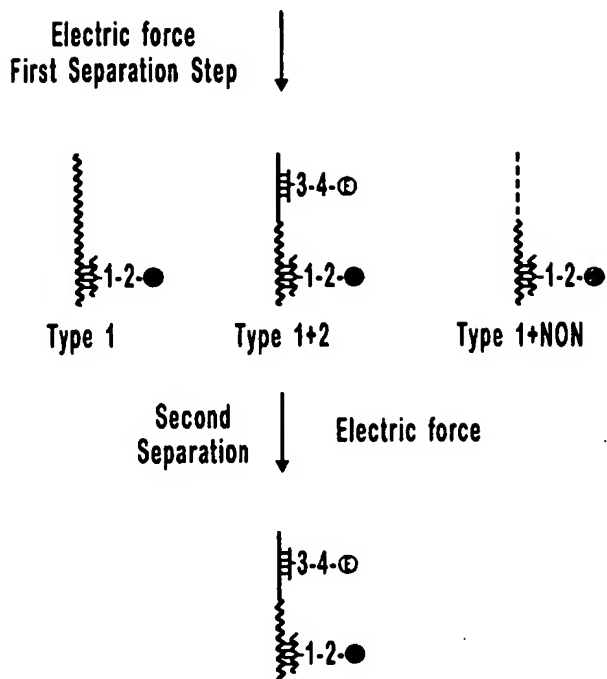 Electric force
First Separation Step
3-4-Ⓔ
1-2-●
1-2-●
1-2-●
Type 1
Type 1+2
Type 1+NON
Second
Separation
Electric force
3-4-Ⓔ
1-2-●